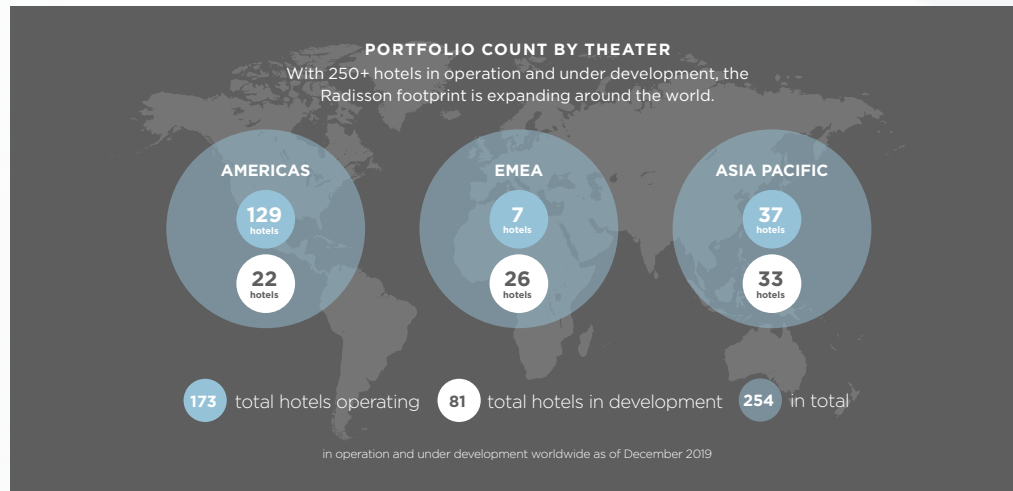 PORTFOLIO COUNT BY THEATER
With 250+ hotels in operation and under development, the
Radisson footprint is expanding around the world.
AMERICAS
129
hotels
22
hotels
EMEA
7
hotels
26
hotels
ASIA PACIFIC
37
hotels
33
hotels
173 total hotels operating
81 total hotels in development
254 in total
in operation and under development worldwide as of December 2019